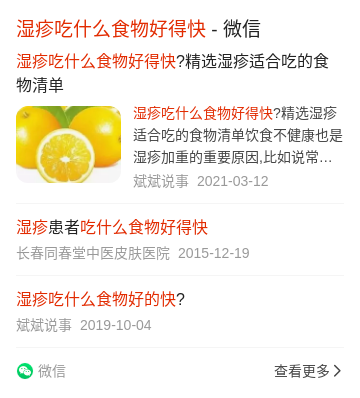 湿疹吃什么食物好得快 - 微信
湿疹吃什么食物好得快?精选湿疹适合吃的食
物清单
湿疹吃什么食物好得快?精选湿疹
适合吃的食物清单饮食不健康也是
湿疹加重的重要原因,比如说常…
斌斌说事 2021-03-12
湿疹患者吃什么食物好得快
长春同春堂中医皮肤医院 2015-12-19
湿疹吃什么食物好的快?
斌斌说事 2019-10-04
微信
查看更多